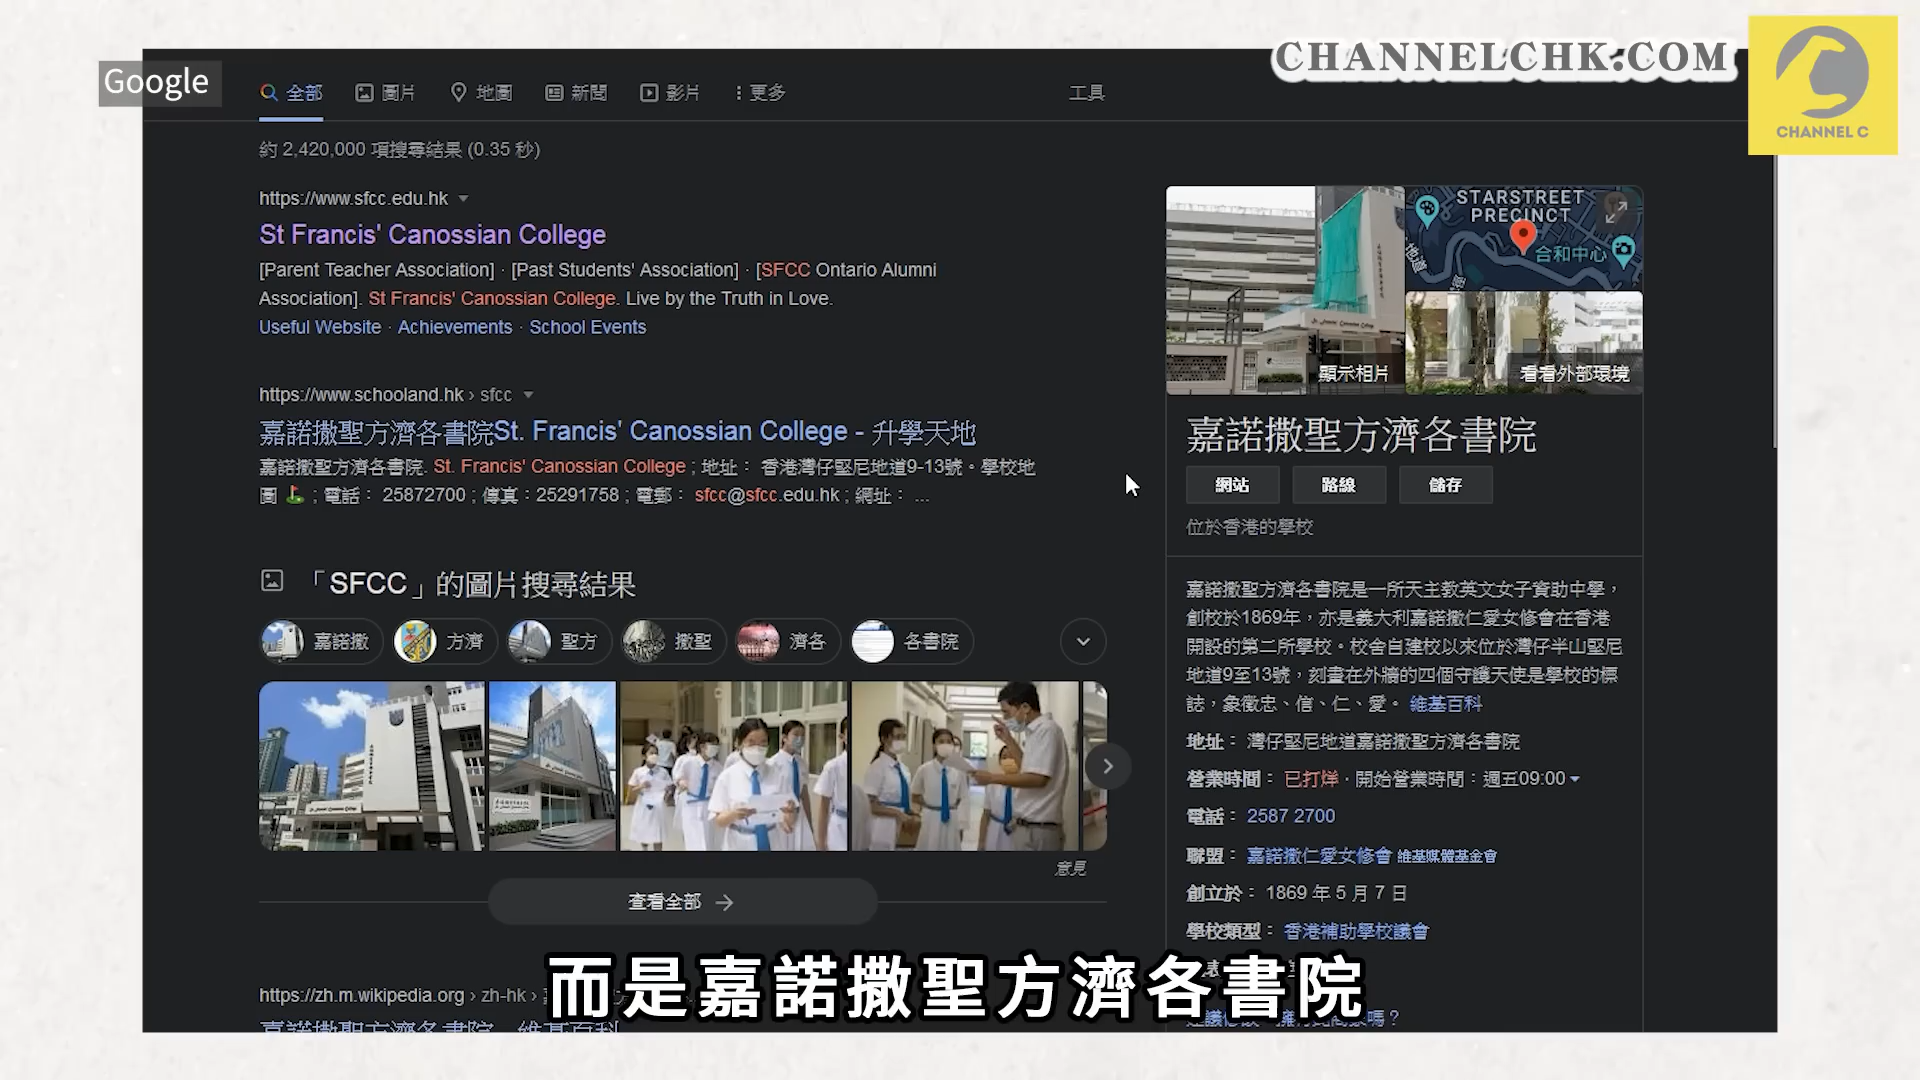 CHANNELCHK.COM
CHANNEL C
Google
全部 圖片 地圖 新聞 影片 更多 工具
約 2,420,000 項搜尋結果 (0.35 秒)
https://www.sfcc.edu.hk
St Francis' Canossian College
[Parent Teacher Association] · [Past Students' Association] · [SFCC Ontario Alumni
Association]. St Francis' Canossian College. Live by the Truth in Love.
Useful Website · Achievements · School Events
https://www.schooland.hk › sfcc
嘉諾撒聖方濟各書院St. Francis' Canossian College - 升學天地
嘉諾撒聖方濟各書院. St. Francis' Canossian College ; 地址： 香港灣仔堅尼地道9-13號。學校地
圖 ; 電話： 25872700 ; 傳真：25291758 ; 電郵： sfcc@sfcc.edu.hk ; 網址： ...
「SFCC」的圖片搜尋結果
嘉諾撒 方濟 聖方 撒聖 濟各 各書院
意見
查看全部
https://zh.m.wikipedia.org › zh-hk ›
嘉諾撒聖方濟各書院 - 維基百科
STARSTREET
PRECINCT
合和中心
地道
顯示相片
看看外部環境
嘉諾撒聖方濟各書院
網站 路線 儲存
位於香港的學校
嘉諾撒聖方濟各書院是一所天主教英文女子資助中學，
創校於1869年，亦是義大利嘉諾撒仁愛女修會在香港
開設的第二所學校。校舍自建校以來位於灣仔半山堅尼
地道9至13號，刻畫在外牆的四個守護天使是學校的標
誌，象徵忠、信、仁、愛。 維基百科
地址： 灣仔堅尼地道嘉諾撒聖方濟各書院
營業時間： 已打烊 · 開始營業時間：週五09:00
電話： 2587 2700
聯盟： 嘉諾撒仁愛女修會 維基媒體基金會
創立於： 1869 年 5 月 7 日
學校類型： 香港補助學校議會
而是嘉諾撒聖方濟各書院